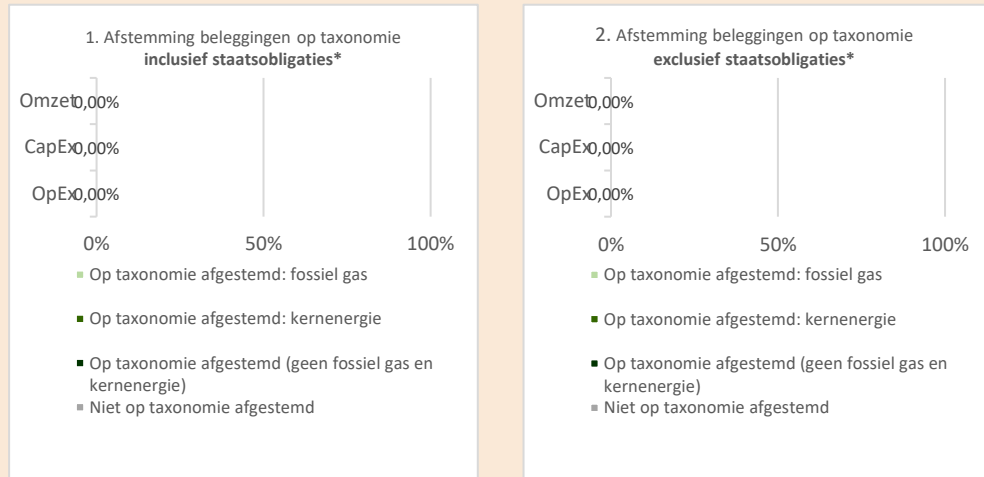 1. Afstemming beleggingen op taxonomie
inclusief staatsobligaties*
Omzet 0,00%
CapEx 0,00%
OpEx 0,00%
0% 50% 100%
Op taxonomie afgestemd: fossiel gas
Op taxonomie afgestemd: kernenergie
Op taxonomie afgestemd (geen fossiel gas en
kernenergie)
Niet op taxonomie afgestemd
2. Afstemming beleggingen op taxonomie
exclusief staatsobligaties*
Omzet 0,00%
CapEx 0,00%
OpEx 0,00%
0% 50% 100%
Op taxonomie afgestemd: fossiel gas
Op taxonomie afgestemd: kernenergie
Op taxonomie afgestemd (geen fossiel gas en
kernenergie)
Niet op taxonomie afgestemd